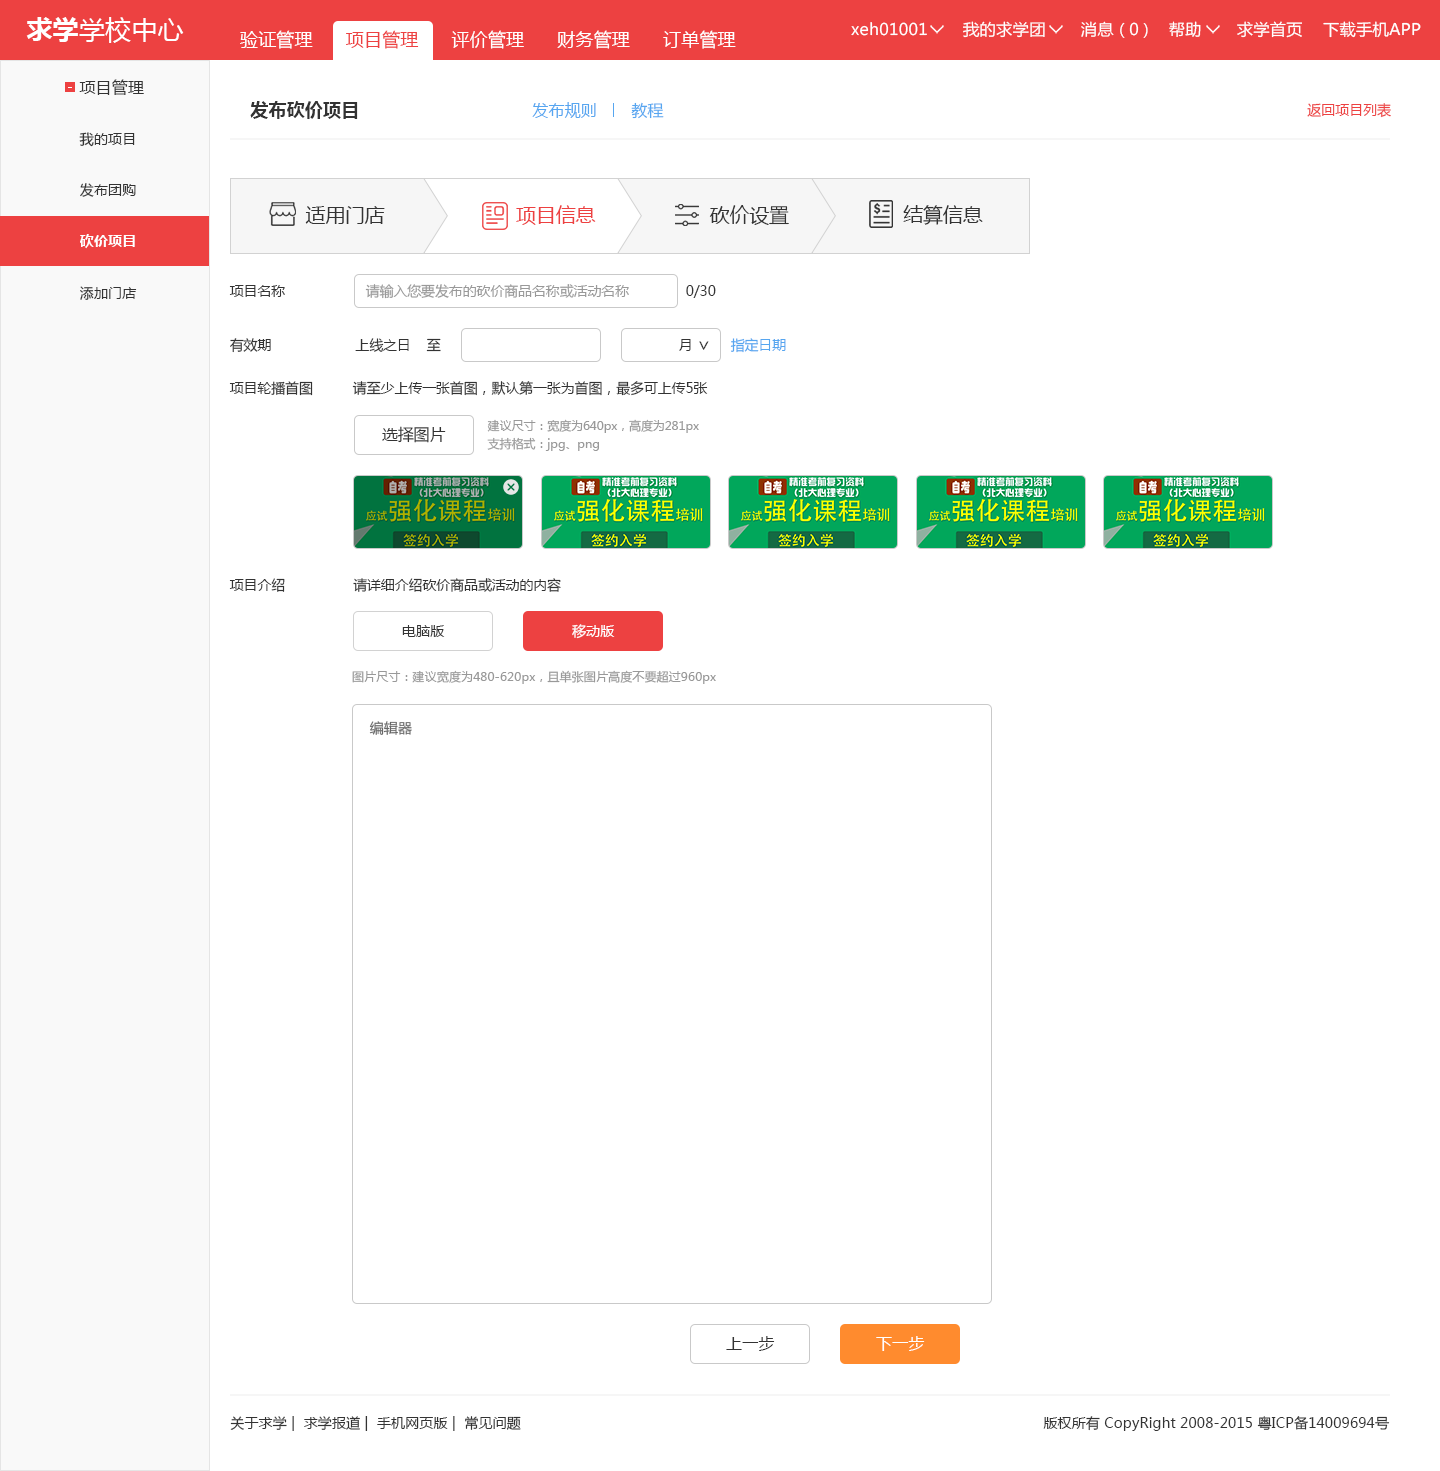 求学学校中心
验证管理 项目管理 评价管理 财务管理 订单管理
xeh01001 我的求学团 消息（0） 帮助 求学首页 下载手机APP
项目管理
我的项目
发布团购
砍价项目
添加门店
发布砍价项目 发布规则 | 教程 返回项目列表
适用门店 项目信息 砍价设置 结算信息
项目名称 请输入您要发布的砍价商品名称或活动名称 0/30
有效期 上线之日 至 月 指定日期
项目轮播首图 请至少上传一张首图，默认第一张为首图，最多可上传5张
选择图片
建议尺寸：宽度为640px，高度为281px
支持格式：jpg、png
自考 精准考前复习资料
（北大心理专业）
应试强化课程培训
签约入学
自考 精准考前复习资料
（北大心理专业）
应试强化课程培训
签约入学
自考 精准考前复习资料
（北大心理专业）
应试强化课程培训
签约入学
自考 精准考前复习资料
（北大心理专业）
应试强化课程培训
签约入学
自考 精准考前复习资料
（北大心理专业）
应试强化课程培训
签约入学
项目介绍 请详细介绍砍价商品或活动的内容
电脑版 移动版
图片尺寸：建议宽度为480-620px，且单张图片高度不要超过960px
编辑器
上一步 下一步
关于求学 | 求学报道 | 手机网页版 | 常见问题
版权所有 CopyRight 2008-2015 粤ICP备14009694号